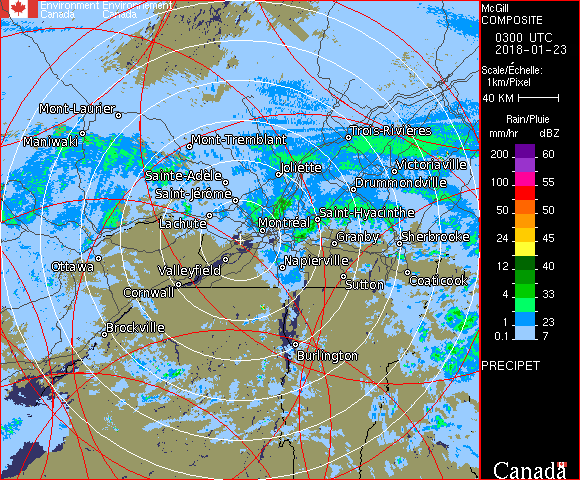 Environment Environnement
Canada Canada
Mont-Laurier
Maniwaki
Mont-Tremblant
Trois-Rivières
Sainte-Adèle
Joliette
Victoriaville
Saint-Jérôme
Drummondville
Lachute
Montréal
Saint-Hyacinthe
Granby
Sherbrooke
Ottawa
Valleyfield
Napierville
Cornwall
Sutton
Coaticook
Brockville
Burlington
McGill
COMPOSITE
0300 UTC
2018-01-23
Scale/Échelle:
1km/Pixel
40 KM
Rain/Pluie
mm/hr dBZ
200 60
100 55
50 50
24 45
12 40
4 33
1 23
0.1 7
PRECIPET
Canada